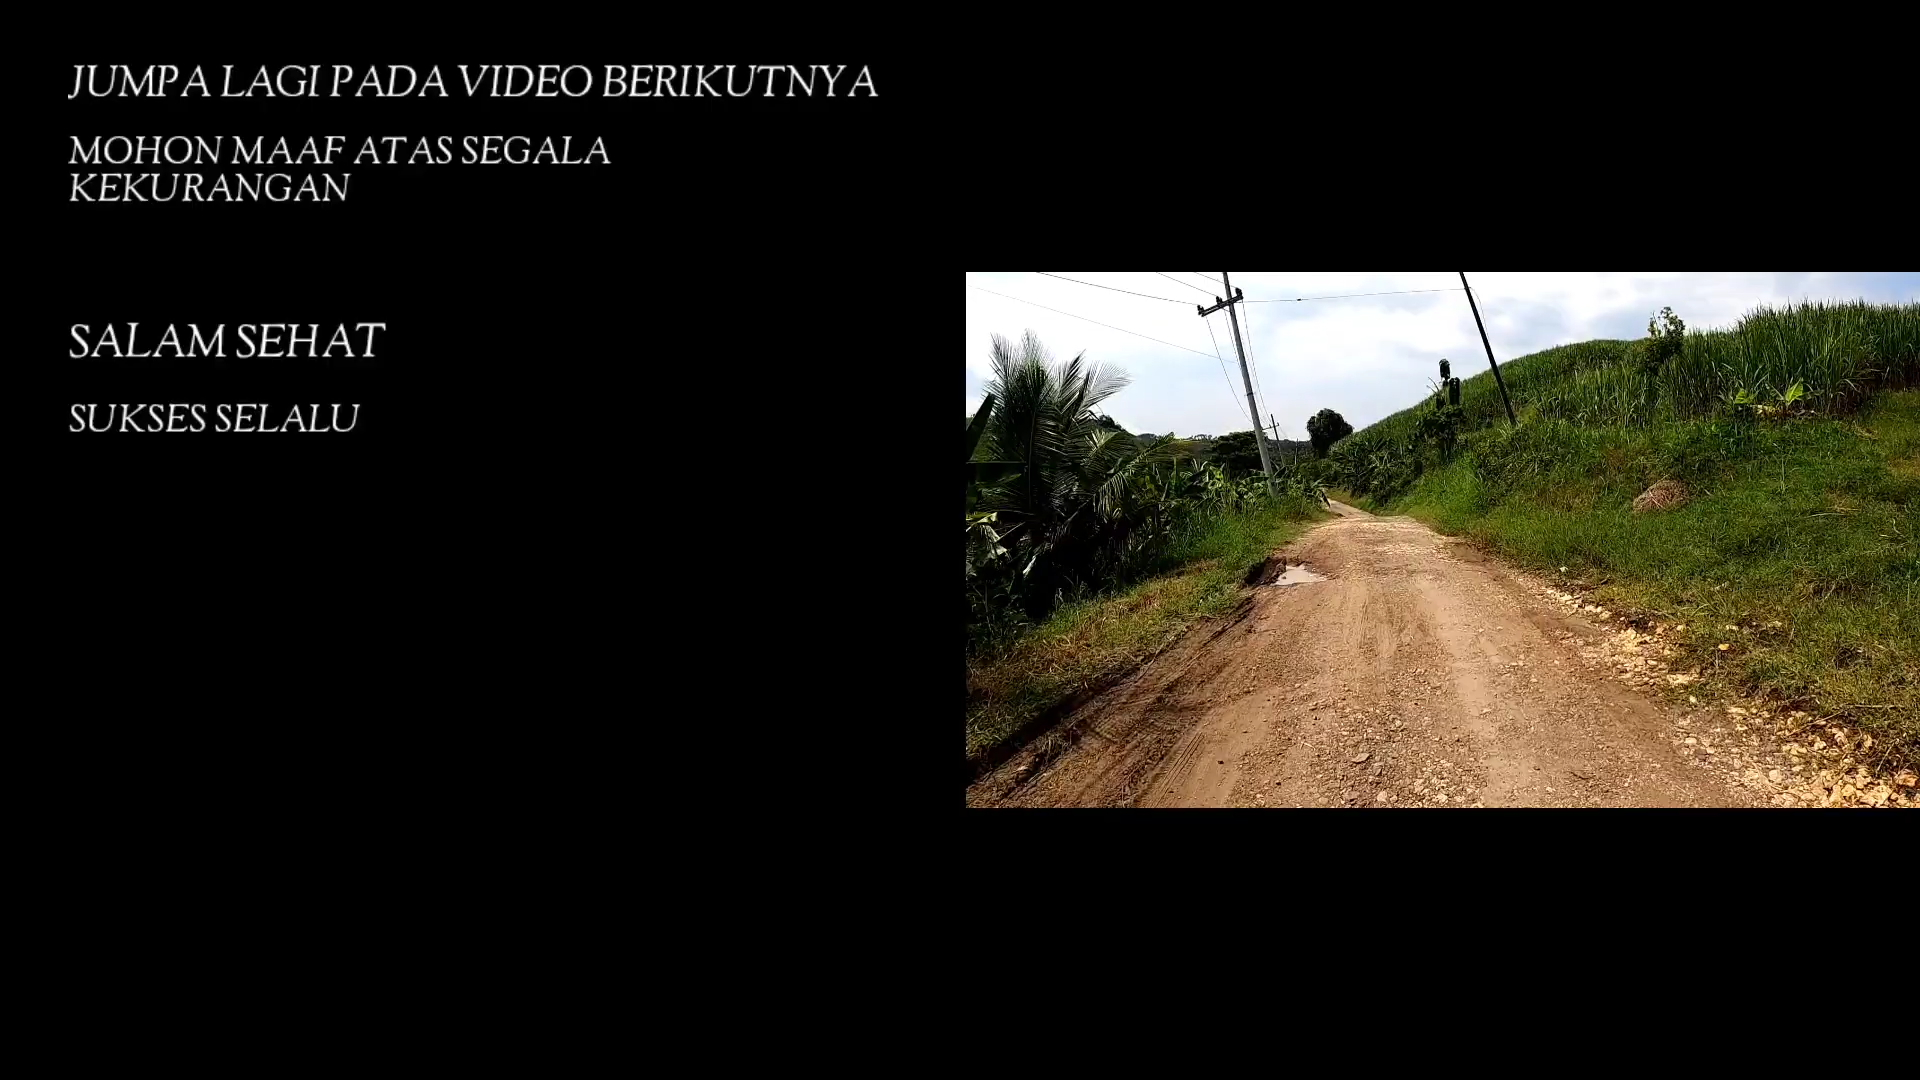 JUMPA LAGI PADA VIDEO BERIKUTNYA
MOHON MAAF ATAS SEGALA
KEKURANGAN
SALAM SEHAT
SUKSES SELALU